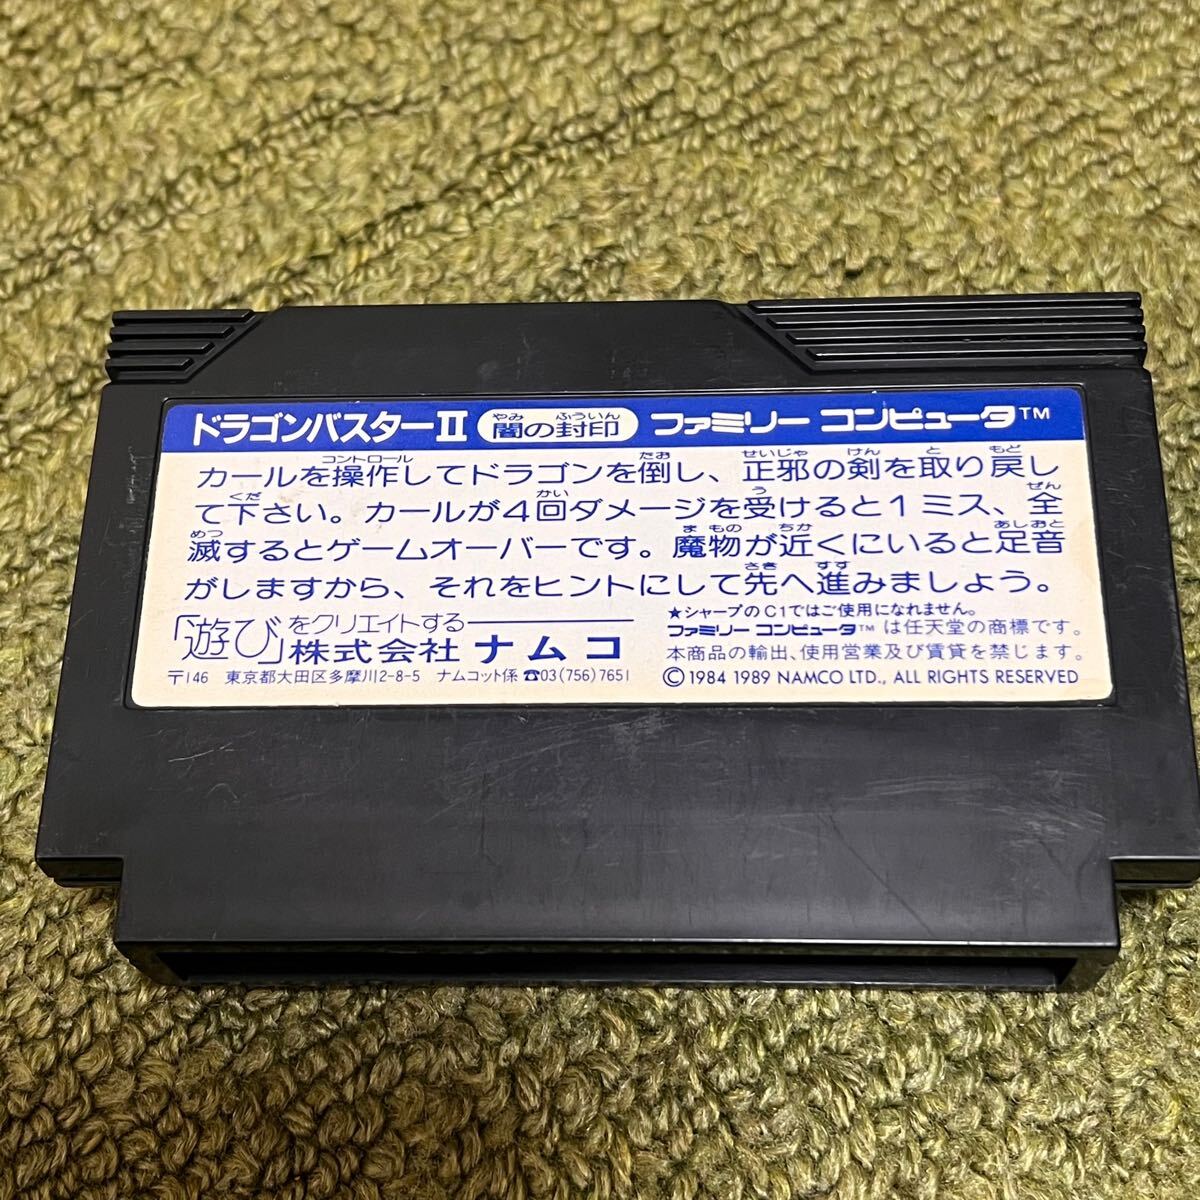 ドラゴンバスターII 闇の封印 ファミリー コンピュータ™
やみ ふういん
コントロール たお せいじゃ けん と もど
カールを操作してドラゴンを倒し、正邪の剣を取り戻し
くだ かい う ぜん
て下さい。カールが4回ダメージを受けると1ミス、全
めつ まもの ちか あしおと
滅するとゲームオーバーです。魔物が近くにいると足音
さき すす
がしますから、それをヒントにして先へ進みましょう。
「遊び」をクリエイトする
株式会社ナムコ
〒146 東京都大田区多摩川2-8-5 ナムコット係 ☎03(756)7651
★シャープのC1ではご使用になれません。
ファミリー コンピュータ™ は任天堂の商標です。
本商品の輸出、使用営業及び賃貸を禁じます。
©1984 1989 NAMCO LTD., ALL RIGHTS RESERVED